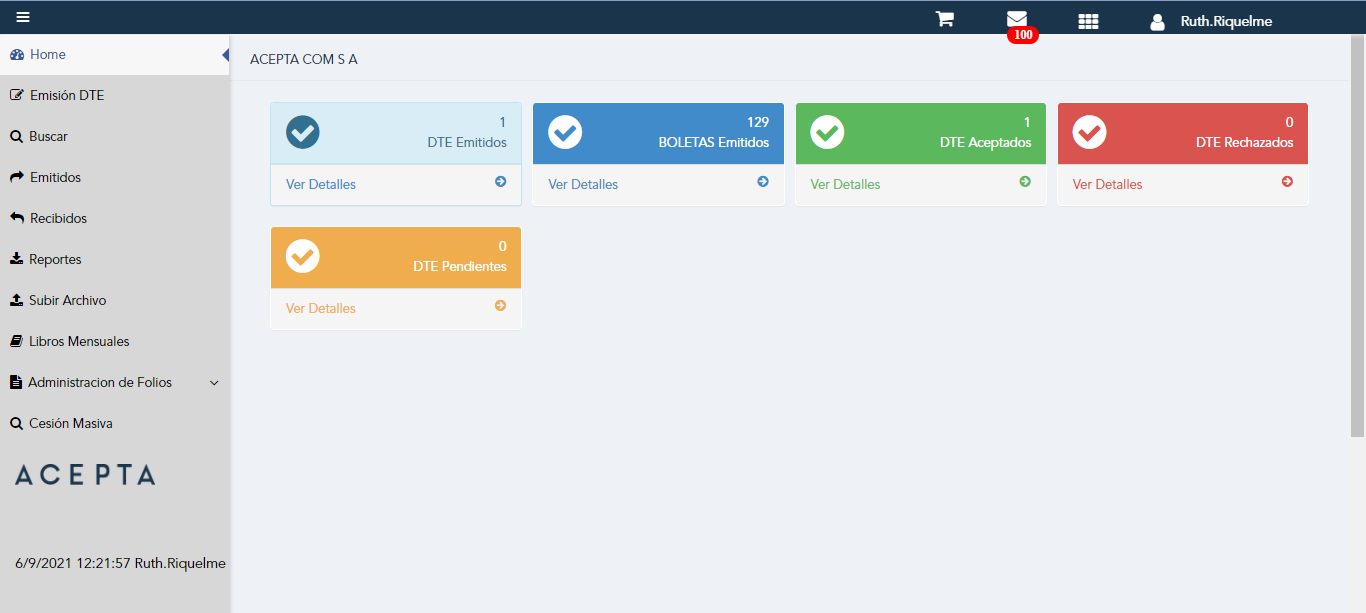 100
Ruth.Riquelme
Home
Emisión DTE
Buscar
Emitidos
Recibidos
Reportes
Subir Archivo
Libros Mensuales
Administracion de Folios
Cesión Masiva
ACEPTA
6/9/2021 12:21:57 Ruth.Riquelme
ACEPTA COM S A
1
DTE Emitidos
Ver Detalles
129
BOLETAS Emitidos
Ver Detalles
1
DTE Aceptados
Ver Detalles
0
DTE Rechazados
Ver Detalles
0
DTE Pendientes
Ver Detalles